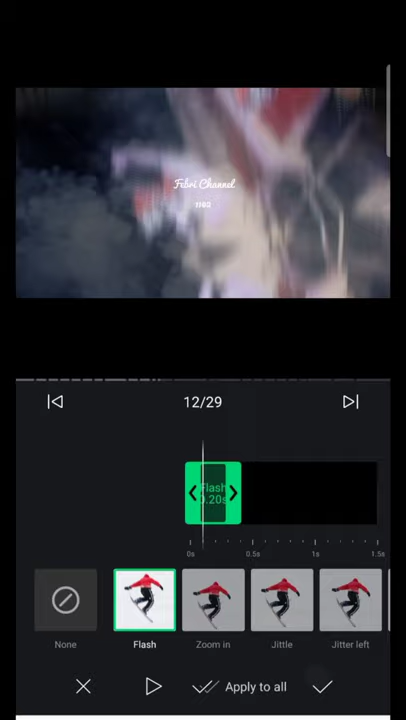 Febri Channel
1180
12/29
Flash
0.20s
0s 0.5s 1s 1.5s
None Flash Zoom in Jittle Jitter left
Apply to all